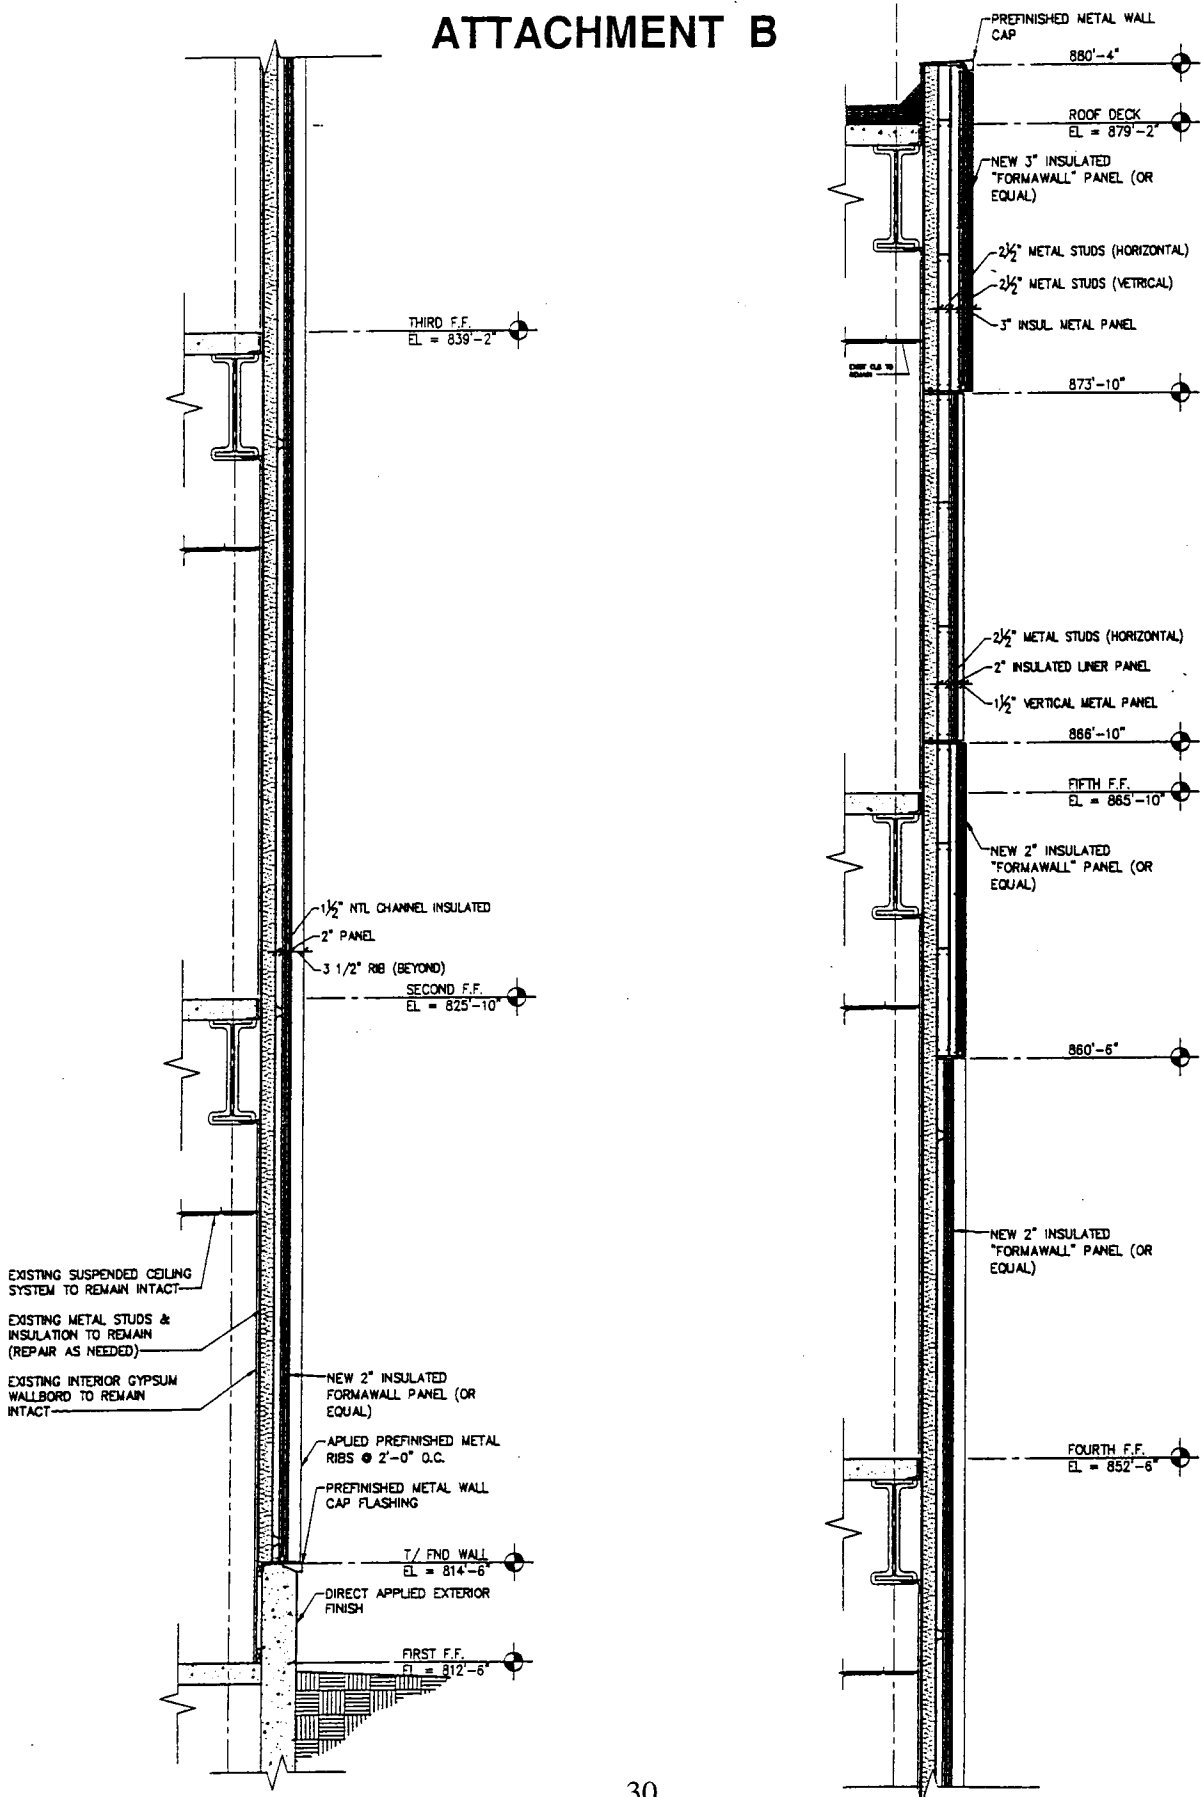 ATTACHMENT B
THIRD F.F.
EL = 839'-2"
1½" NTL CHANNEL INSULATED
2" PANEL
3 1/2" RIB (BEYOND)
SECOND F.F.
EL = 825'-10"
EXISTING SUSPENDED CEILING
SYSTEM TO REMAIN INTACT
EXISTING METAL STUDS &
INSULATION TO REMAIN
(REPAIR AS NEEDED)
EXISTING INTERIOR GYPSUM
WALLBORD TO REMAIN
INTACT
NEW 2" INSULATED
FORMAWALL PANEL (OR
EQUAL)
APLIED PREFINISHED METAL
RIBS @ 2'-0" O.C.
PREFINISHED METAL WALL
CAP FLASHING
T/ FND WALL
EL = 814'-6"
DIRECT APPLIED EXTERIOR
FINISH
FIRST F.F.
EL = 812'-6"
PREFINISHED METAL WALL
CAP
880'-4"
ROOF DECK
EL = 879'-2"
NEW 3" INSULATED
"FORMAWALL" PANEL (OR
EQUAL)
2½" METAL STUDS (HORIZONTAL)
2½" METAL STUDS (VETRICAL)
3" INSUL. METAL PANEL
EXIST CLG TO
REMAIN
873'-10"
2½" METAL STUDS (HORIZONTAL)
2" INSULATED LINER PANEL
1½" VERTICAL METAL PANEL
866'-10"
FIFTH F.F.
EL = 865'-10"
NEW 2" INSULATED
"FORMAWALL" PANEL (OR
EQUAL)
860'-6"
NEW 2" INSULATED
"FORMAWALL" PANEL (OR
EQUAL)
FOURTH F.F.
EL = 852'-6"
30